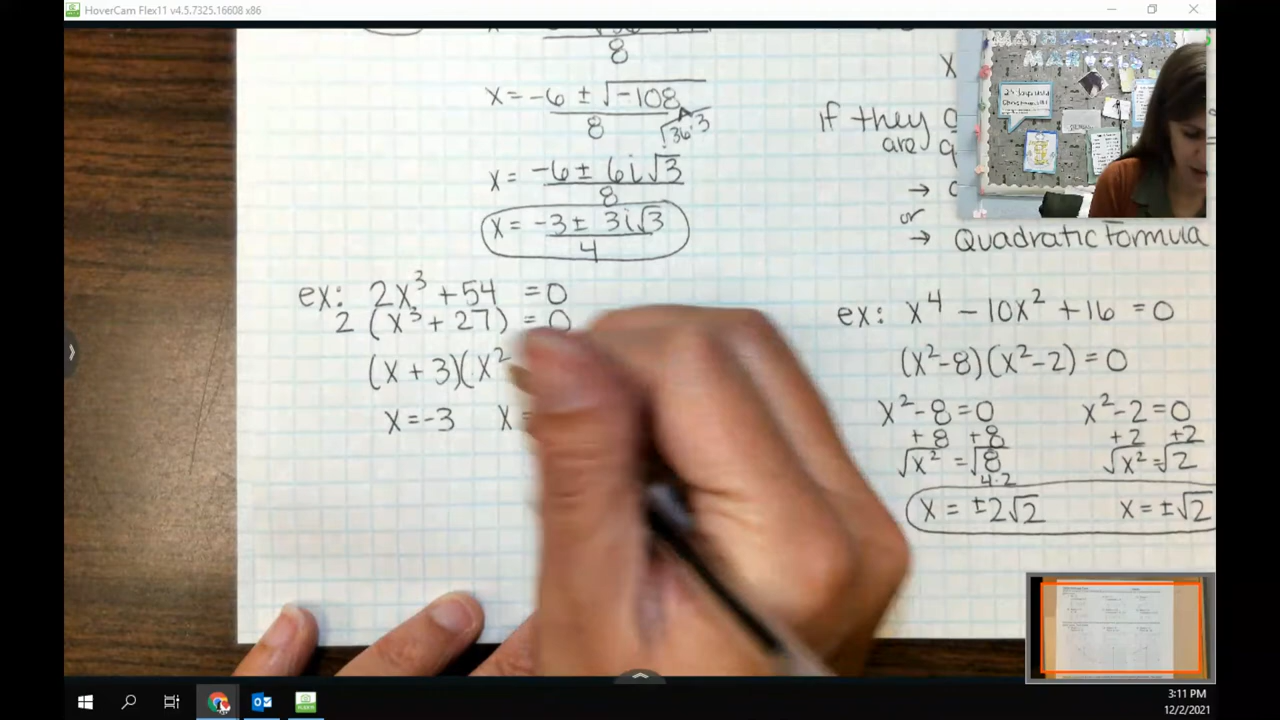 HoverCam Flex11 v4.5.7325.16608 x86
8
x = -6 ± √-108
8
√36·3
x = -6 ± 6i√3
8
x = -3 ± 3i√3
4
ex: 2x³ + 54 = 0
2 (x³ + 27) = 0
(x + 3)(x²
x = -3 x =
x
if they
are
→
or
→ Quadratic Formula
ex: x⁴ - 10x² + 16 = 0
(x²-8)(x²-2) = 0
x²-8=0 x²-2=0
+8 +8 +2 +2
√x² = √8 √x² = √2
4·2
x = ±2√2 x = ±√2
3:11 PM
12/2/2021